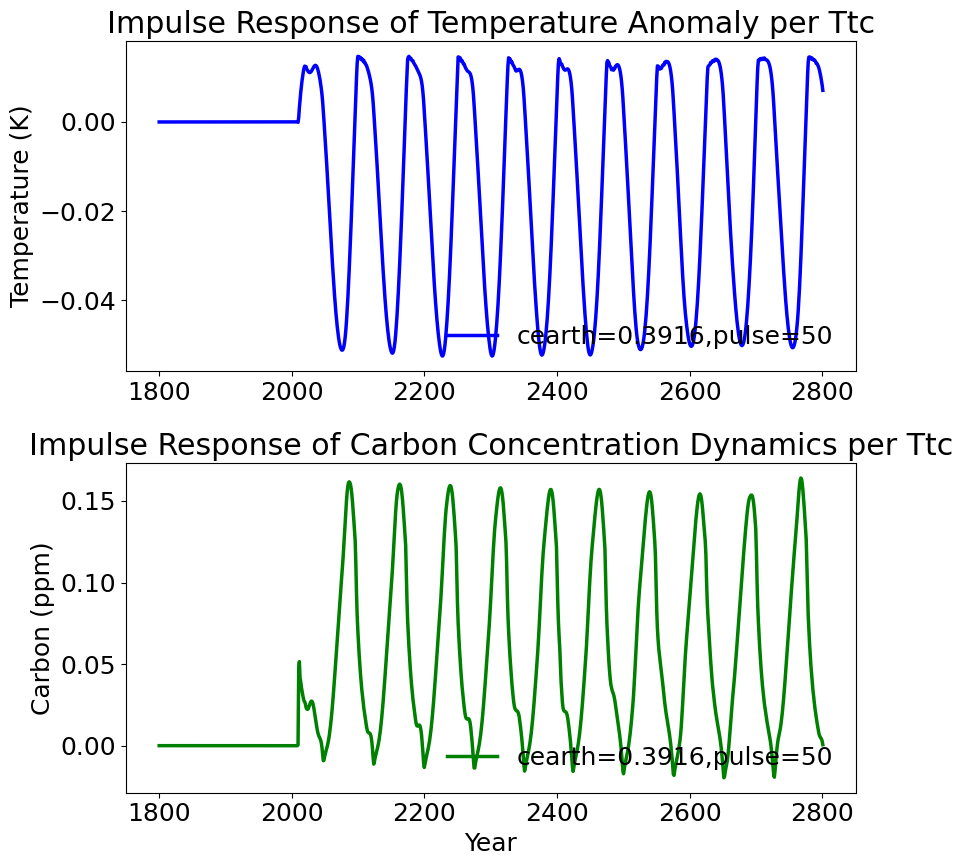 Impulse Response of Temperature Anomaly per Ttc
Temperature (K)
0.00
−0.02
−0.04
cearth=0.3916,pulse=50
1800 2000 2200 2400 2600 2800
Impulse Response of Carbon Concentration Dynamics per Ttc
Carbon (ppm)
0.15
0.10
0.05
0.00
cearth=0.3916,pulse=50
1800 2000 2200 2400 2600 2800
Year